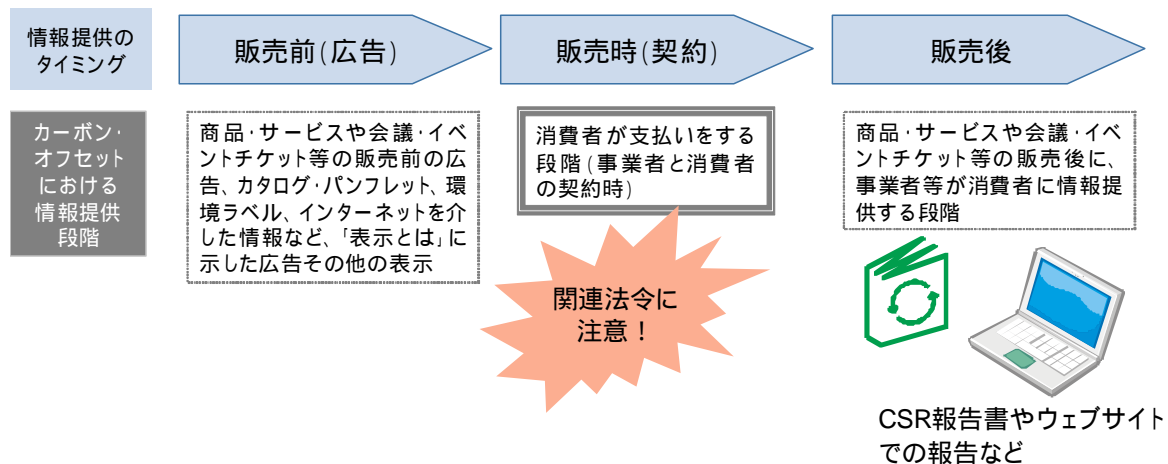 情報提供の
タイミング
販売前(広告)
販売時(契約)
販売後
カーボン・
オフセット
における
情報提供
段階
商品・サービスや会議・イベ
ントチケット等の販売前の広
告、カタログ・パンフレット、環
境ラベル、インターネットを介
した情報など、「表示とは」に
示した広告その他の表示
消費者が支払いをする
段階(事業者と消費者
の契約時)
関連法令に
注意！
商品・サービスや会議・イベ
ントチケット等の販売後に、
事業者等が消費者に情報提
供する段階
CSR報告書やウェブサイト
での報告など